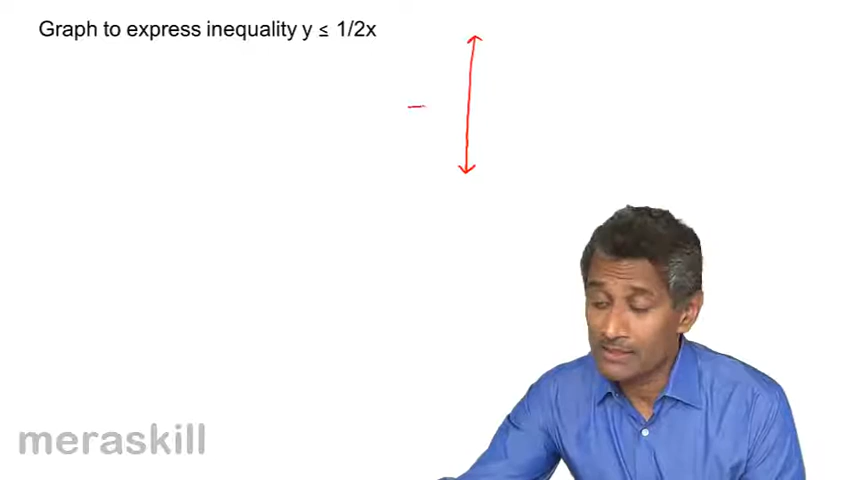 Graph to express inequality y ≤ 1/2x
meraskill